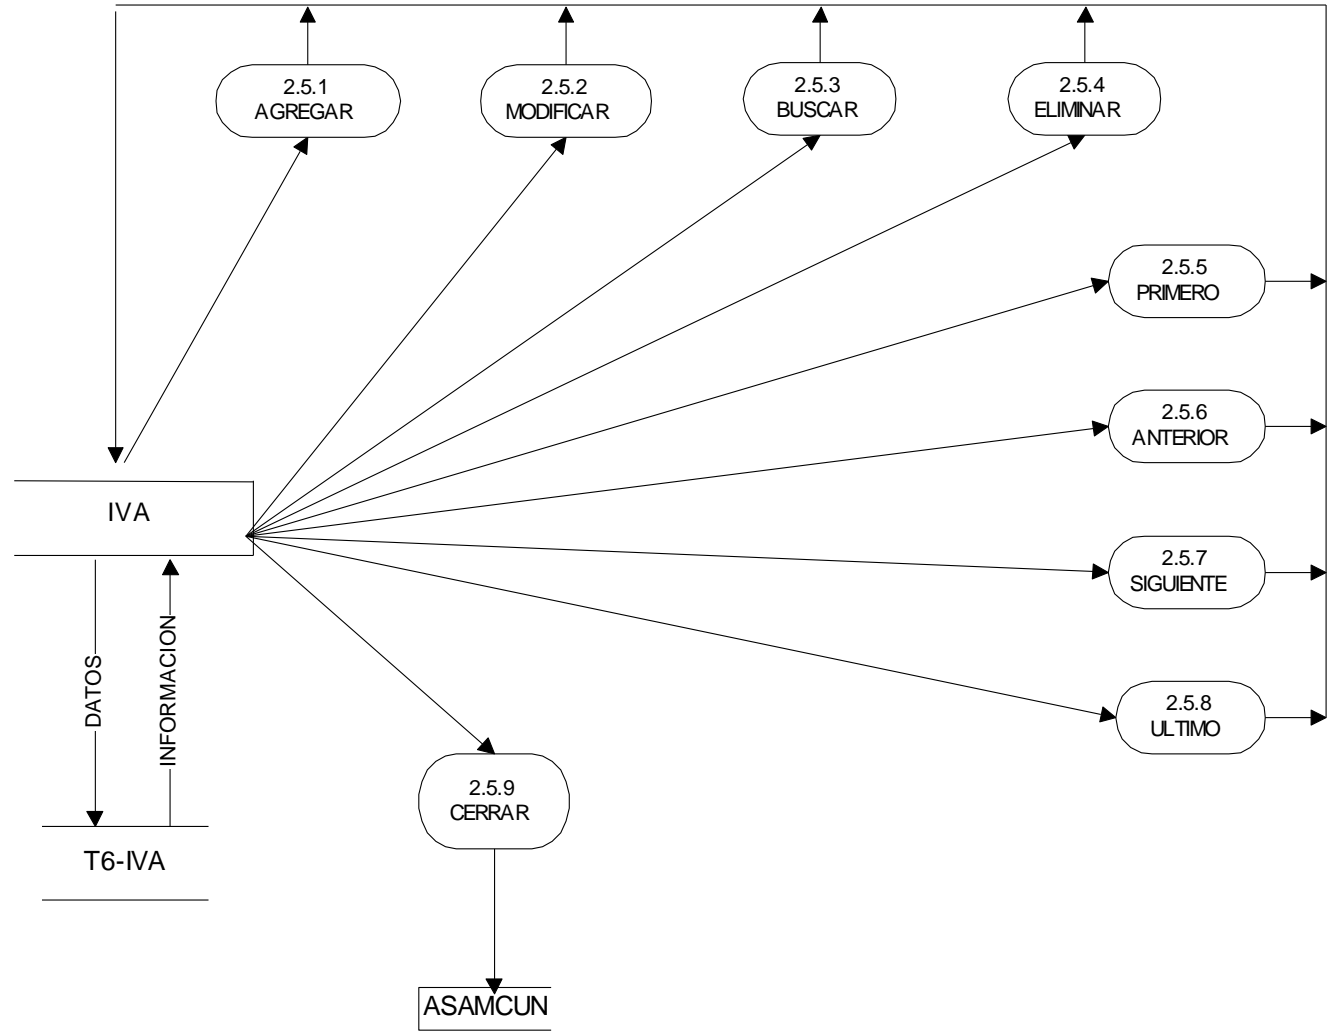 2.5.1
AGREGAR
2.5.2
MODIFICAR
2.5.3
BUSCAR
2.5.4
ELIMINAR
2.5.5
PRIMERO
2.5.6
ANTERIOR
IVA
2.5.7
SIGUIENTE
DATOS
INFORMACION
2.5.8
ULTIMO
2.5.9
CERRAR
T6-IVA
ASAMCUN